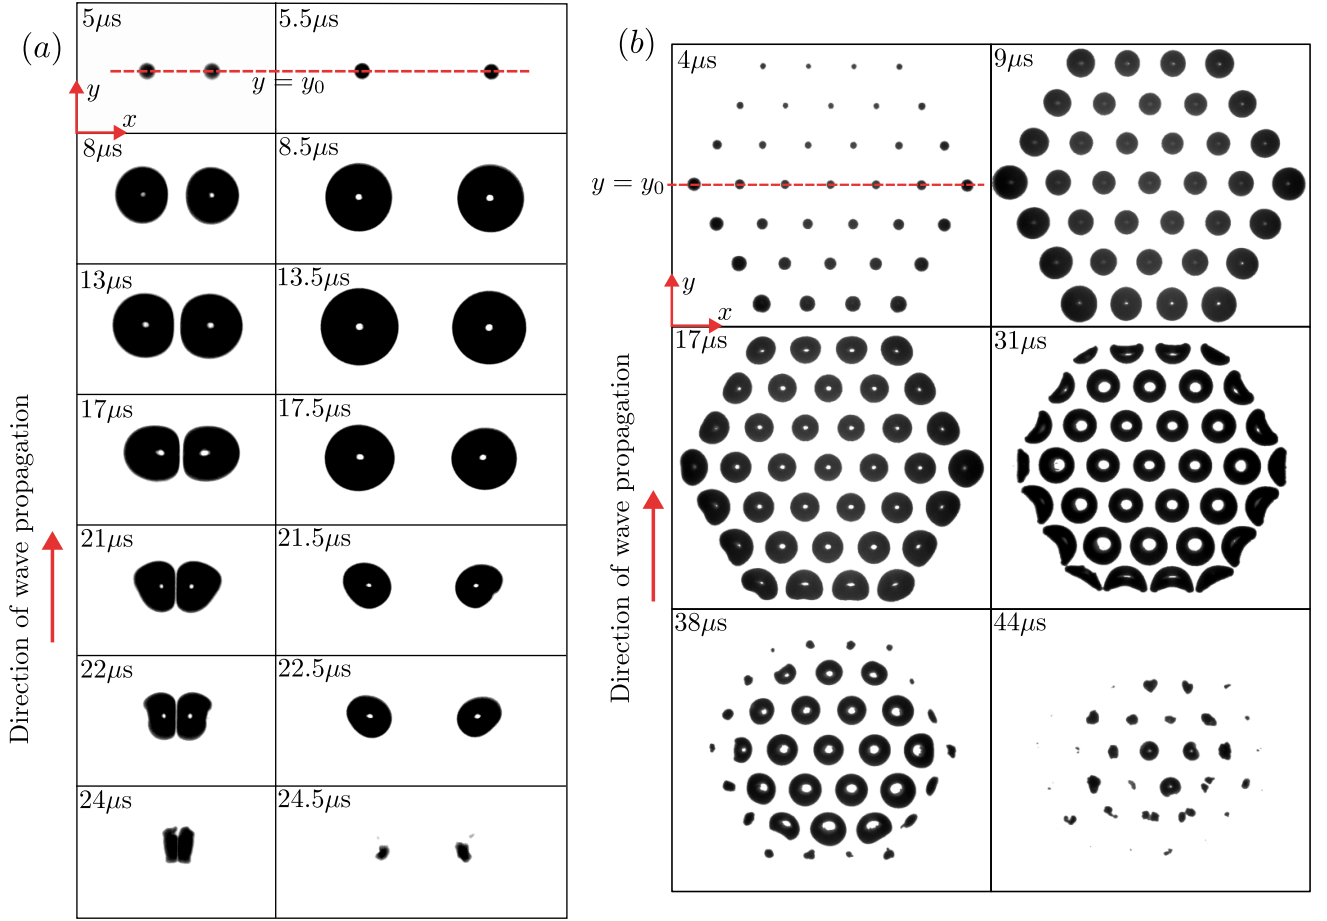 (a)
5μs
5.5μs
y = y₀
y
x
8μs
8.5μs
13μs
13.5μs
17μs
17.5μs
21μs
21.5μs
22μs
22.5μs
24μs
24.5μs
Direction of wave propagation
(b)
4μs
9μs
y = y₀
y
x
17μs
31μs
38μs
44μs
Direction of wave propagation